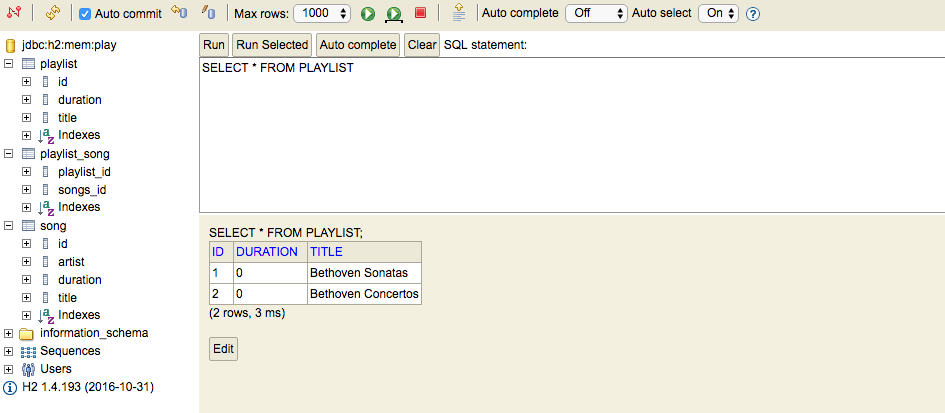 Auto commit Max rows: 1000 Auto complete Off Auto select On ?
jdbc:h2:mem:play
playlist
id
duration
title
Indexes
playlist_song
playlist_id
songs_id
Indexes
song
id
artist
duration
title
Indexes
information_schema
Sequences
Users
H2 1.4.193 (2016-10-31)
Run Run Selected Auto complete Clear SQL statement:
SELECT * FROM PLAYLIST
SELECT * FROM PLAYLIST;
ID DURATION TITLE
1 0 Bethoven Sonatas
2 0 Bethoven Concertos
(2 rows, 3 ms)
Edit